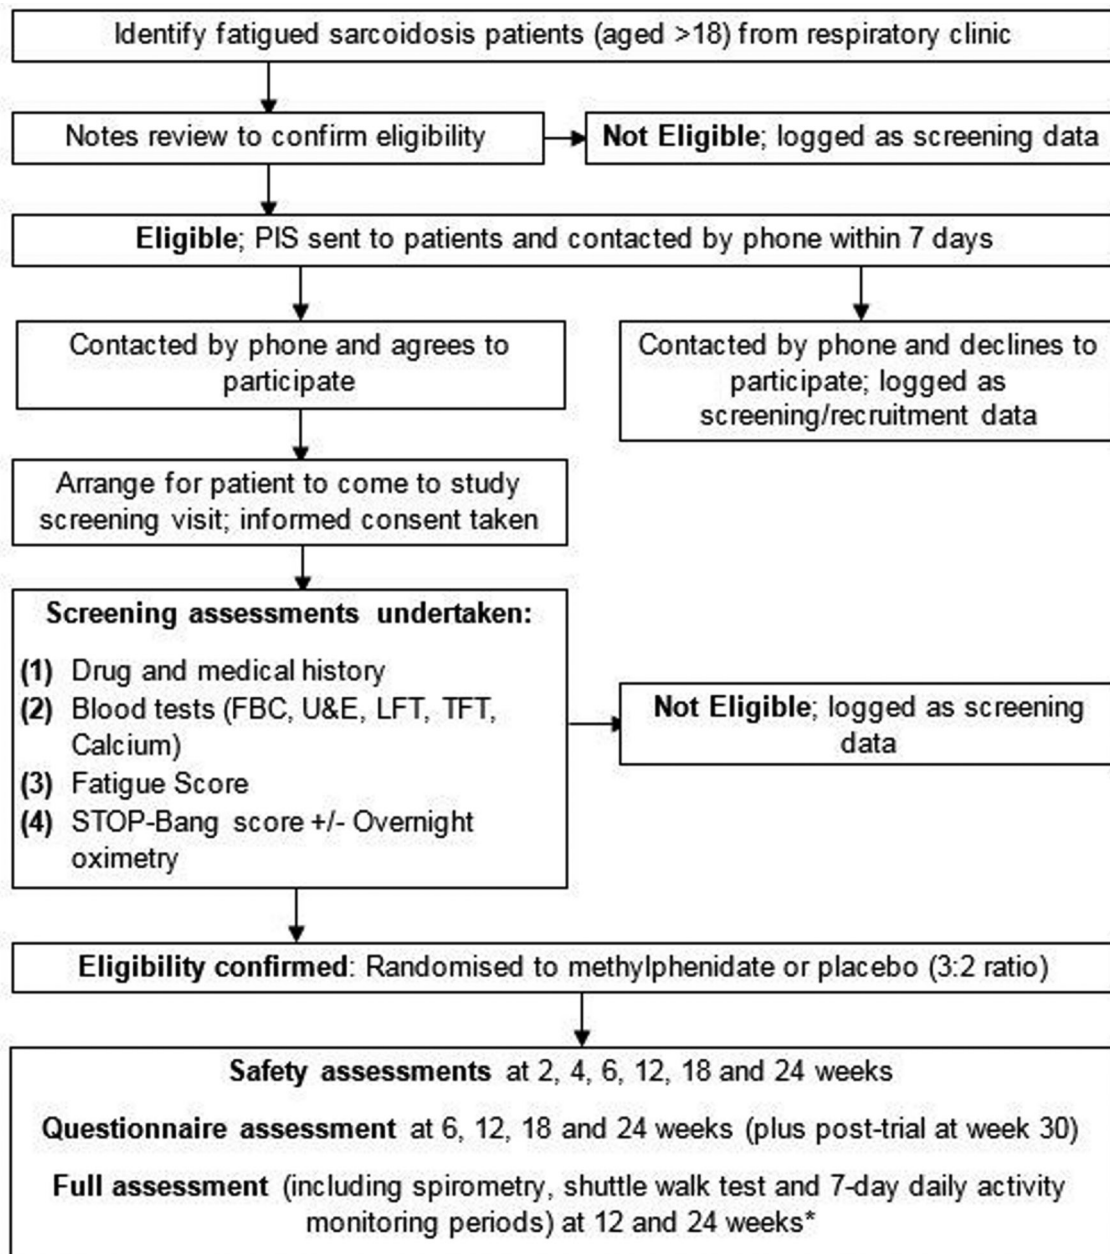 Identify fatigued sarcoidosis patients (aged >18) from respiratory clinic
Notes review to confirm eligibility
Not Eligible; logged as screening data
Eligible; PIS sent to patients and contacted by phone within 7 days
Contacted by phone and agrees to
participate
Contacted by phone and declines to
participate; logged as
screening/recruitment data
Arrange for patient to come to study
screening visit; informed consent taken
Screening assessments undertaken:
(1) Drug and medical history
(2) Blood tests (FBC, U&E, LFT, TFT,
Calcium)
(3) Fatigue Score
(4) STOP-Bang score +/- Overnight
oximetry
Not Eligible; logged as screening
data
Eligibility confirmed: Randomised to methylphenidate or placebo (3:2 ratio)
Safety assessments at 2, 4, 6, 12, 18 and 24 weeks
Questionnaire assessment at 6, 12, 18 and 24 weeks (plus post-trial at week 30)
Full assessment (including spirometry, shuttle walk test and 7-day daily activity
monitoring periods) at 12 and 24 weeks*